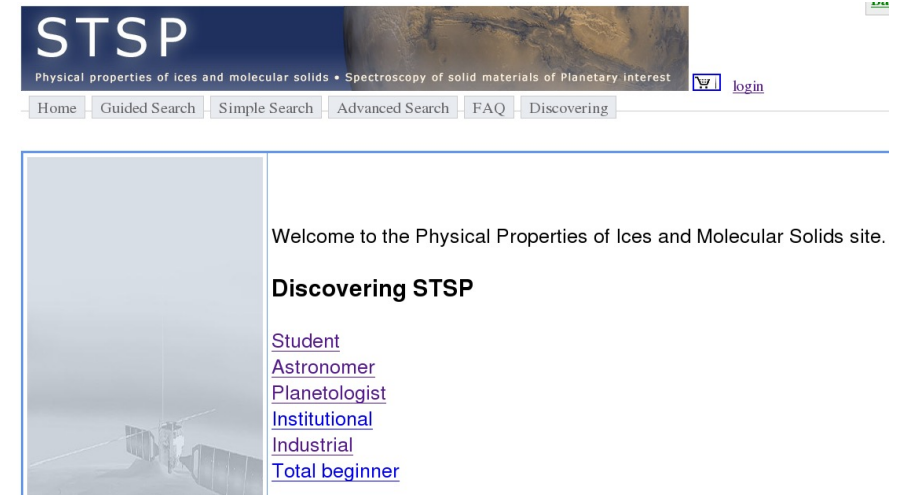 STSP
Physical properties of ices and molecular solids • Spectroscopy of solid materials of Planetary interest
login
Home Guided Search Simple Search Advanced Search FAQ Discovering
Welcome to the Physical Properties of Ices and Molecular Solids site.
Discovering STSP
Student
Astronomer
Planetologist
Institutional
Industrial
Total beginner